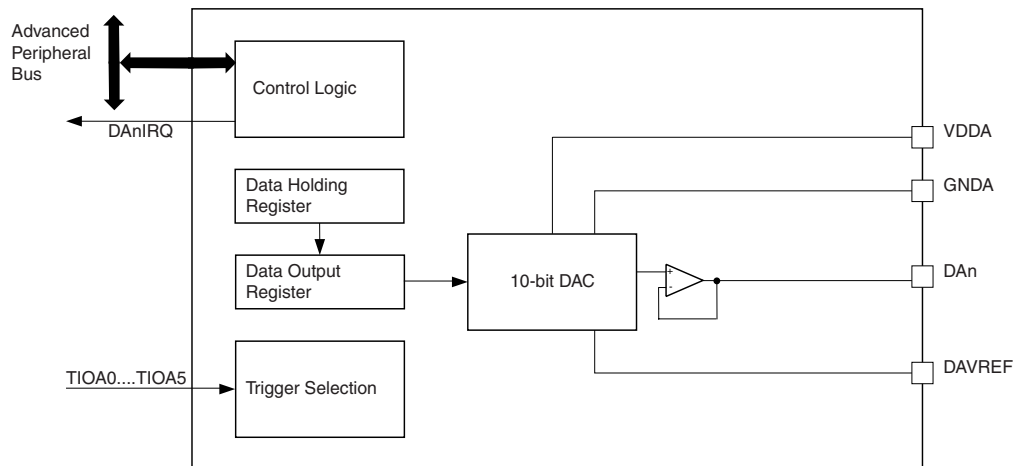 Advanced
Peripheral
Bus
DAnIRQ
Control Logic
Data Holding
Register
Data Output
Register
TIOA0....TIOA5
Trigger Selection
10-bit DAC
+
-
VDDA
GNDA
DAn
DAVREF